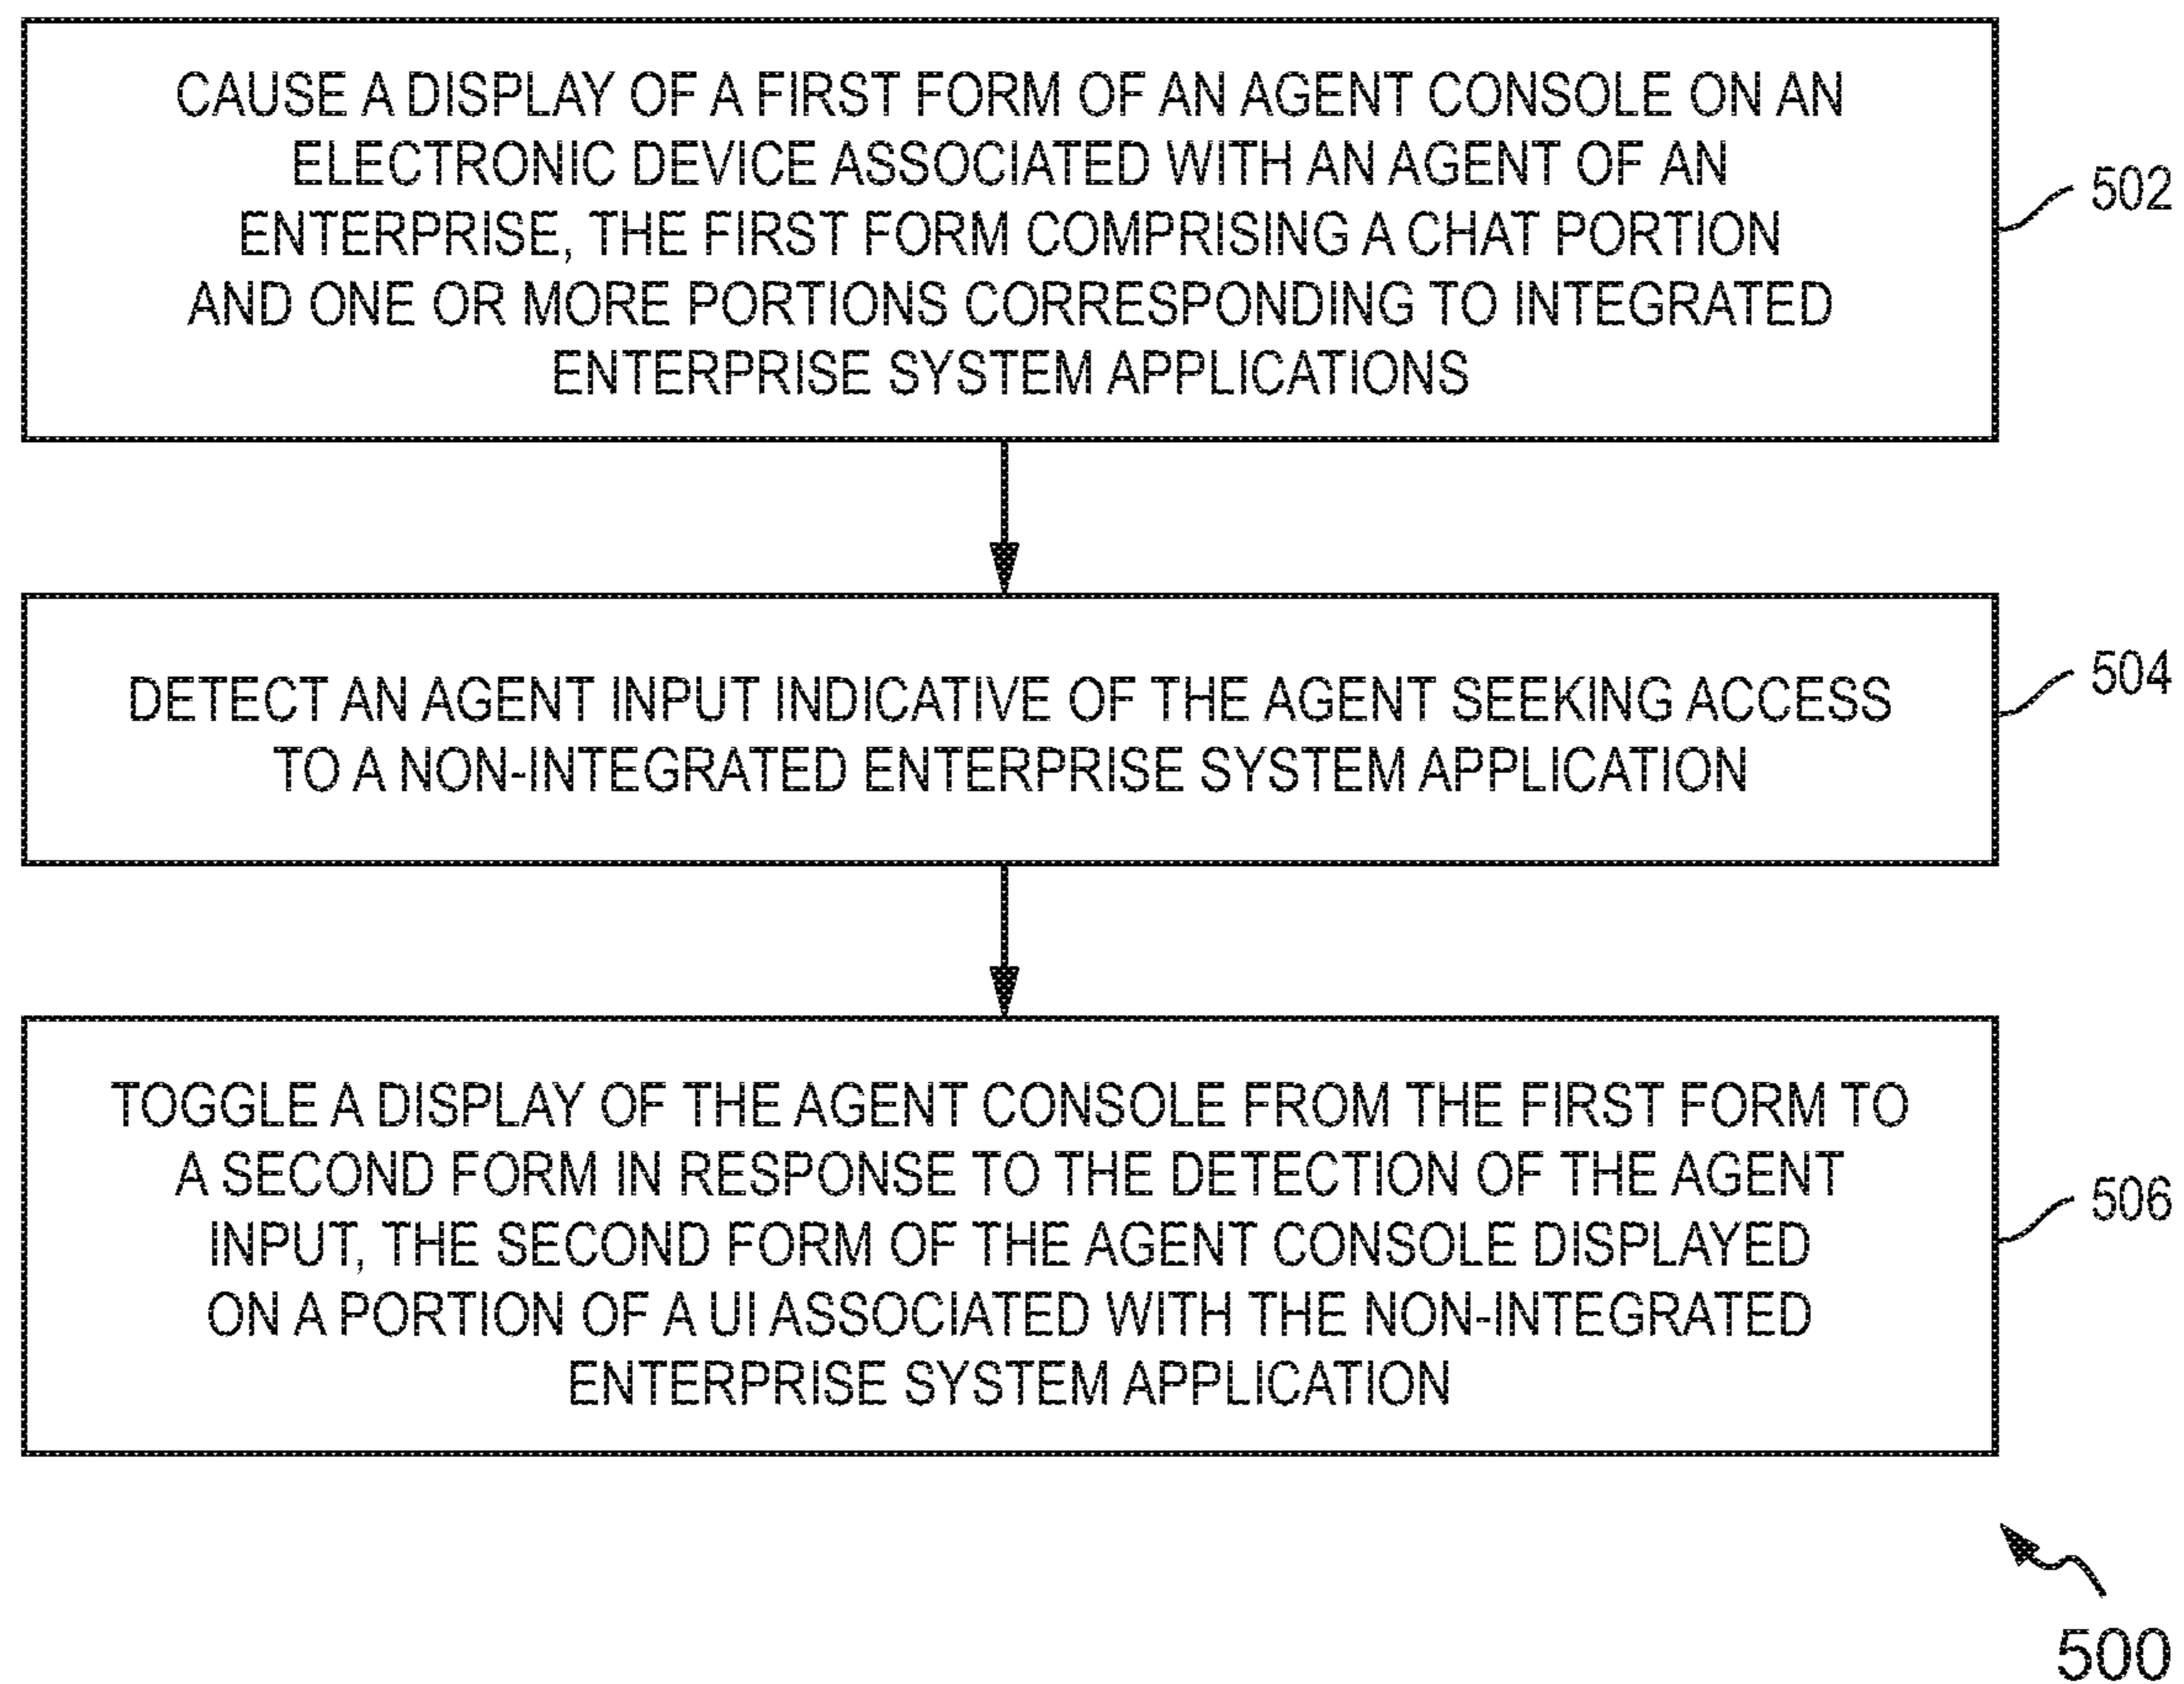 CAUSE A DISPLAY OF A FIRST FORM OF AN AGENT CONSOLE ON AN
ELECTRONIC DEVICE ASSOCIATED WITH AN AGENT OF AN
ENTERPRISE, THE FIRST FORM COMPRISING A CHAT PORTION
AND ONE OR MORE PORTIONS CORRESPONDING TO INTEGRATED
ENTERPRISE SYSTEM APPLICATIONS
502
DETECT AN AGENT INPUT INDICATIVE OF THE AGENT SEEKING ACCESS
TO A NON-INTEGRATED ENTERPRISE SYSTEM APPLICATION
504
TOGGLE A DISPLAY OF THE AGENT CONSOLE FROM THE FIRST FORM TO
A SECOND FORM IN RESPONSE TO THE DETECTION OF THE AGENT
INPUT, THE SECOND FORM OF THE AGENT CONSOLE DISPLAYED
ON A PORTION OF A UI ASSOCIATED WITH THE NON-INTEGRATED
ENTERPRISE SYSTEM APPLICATION
506
500